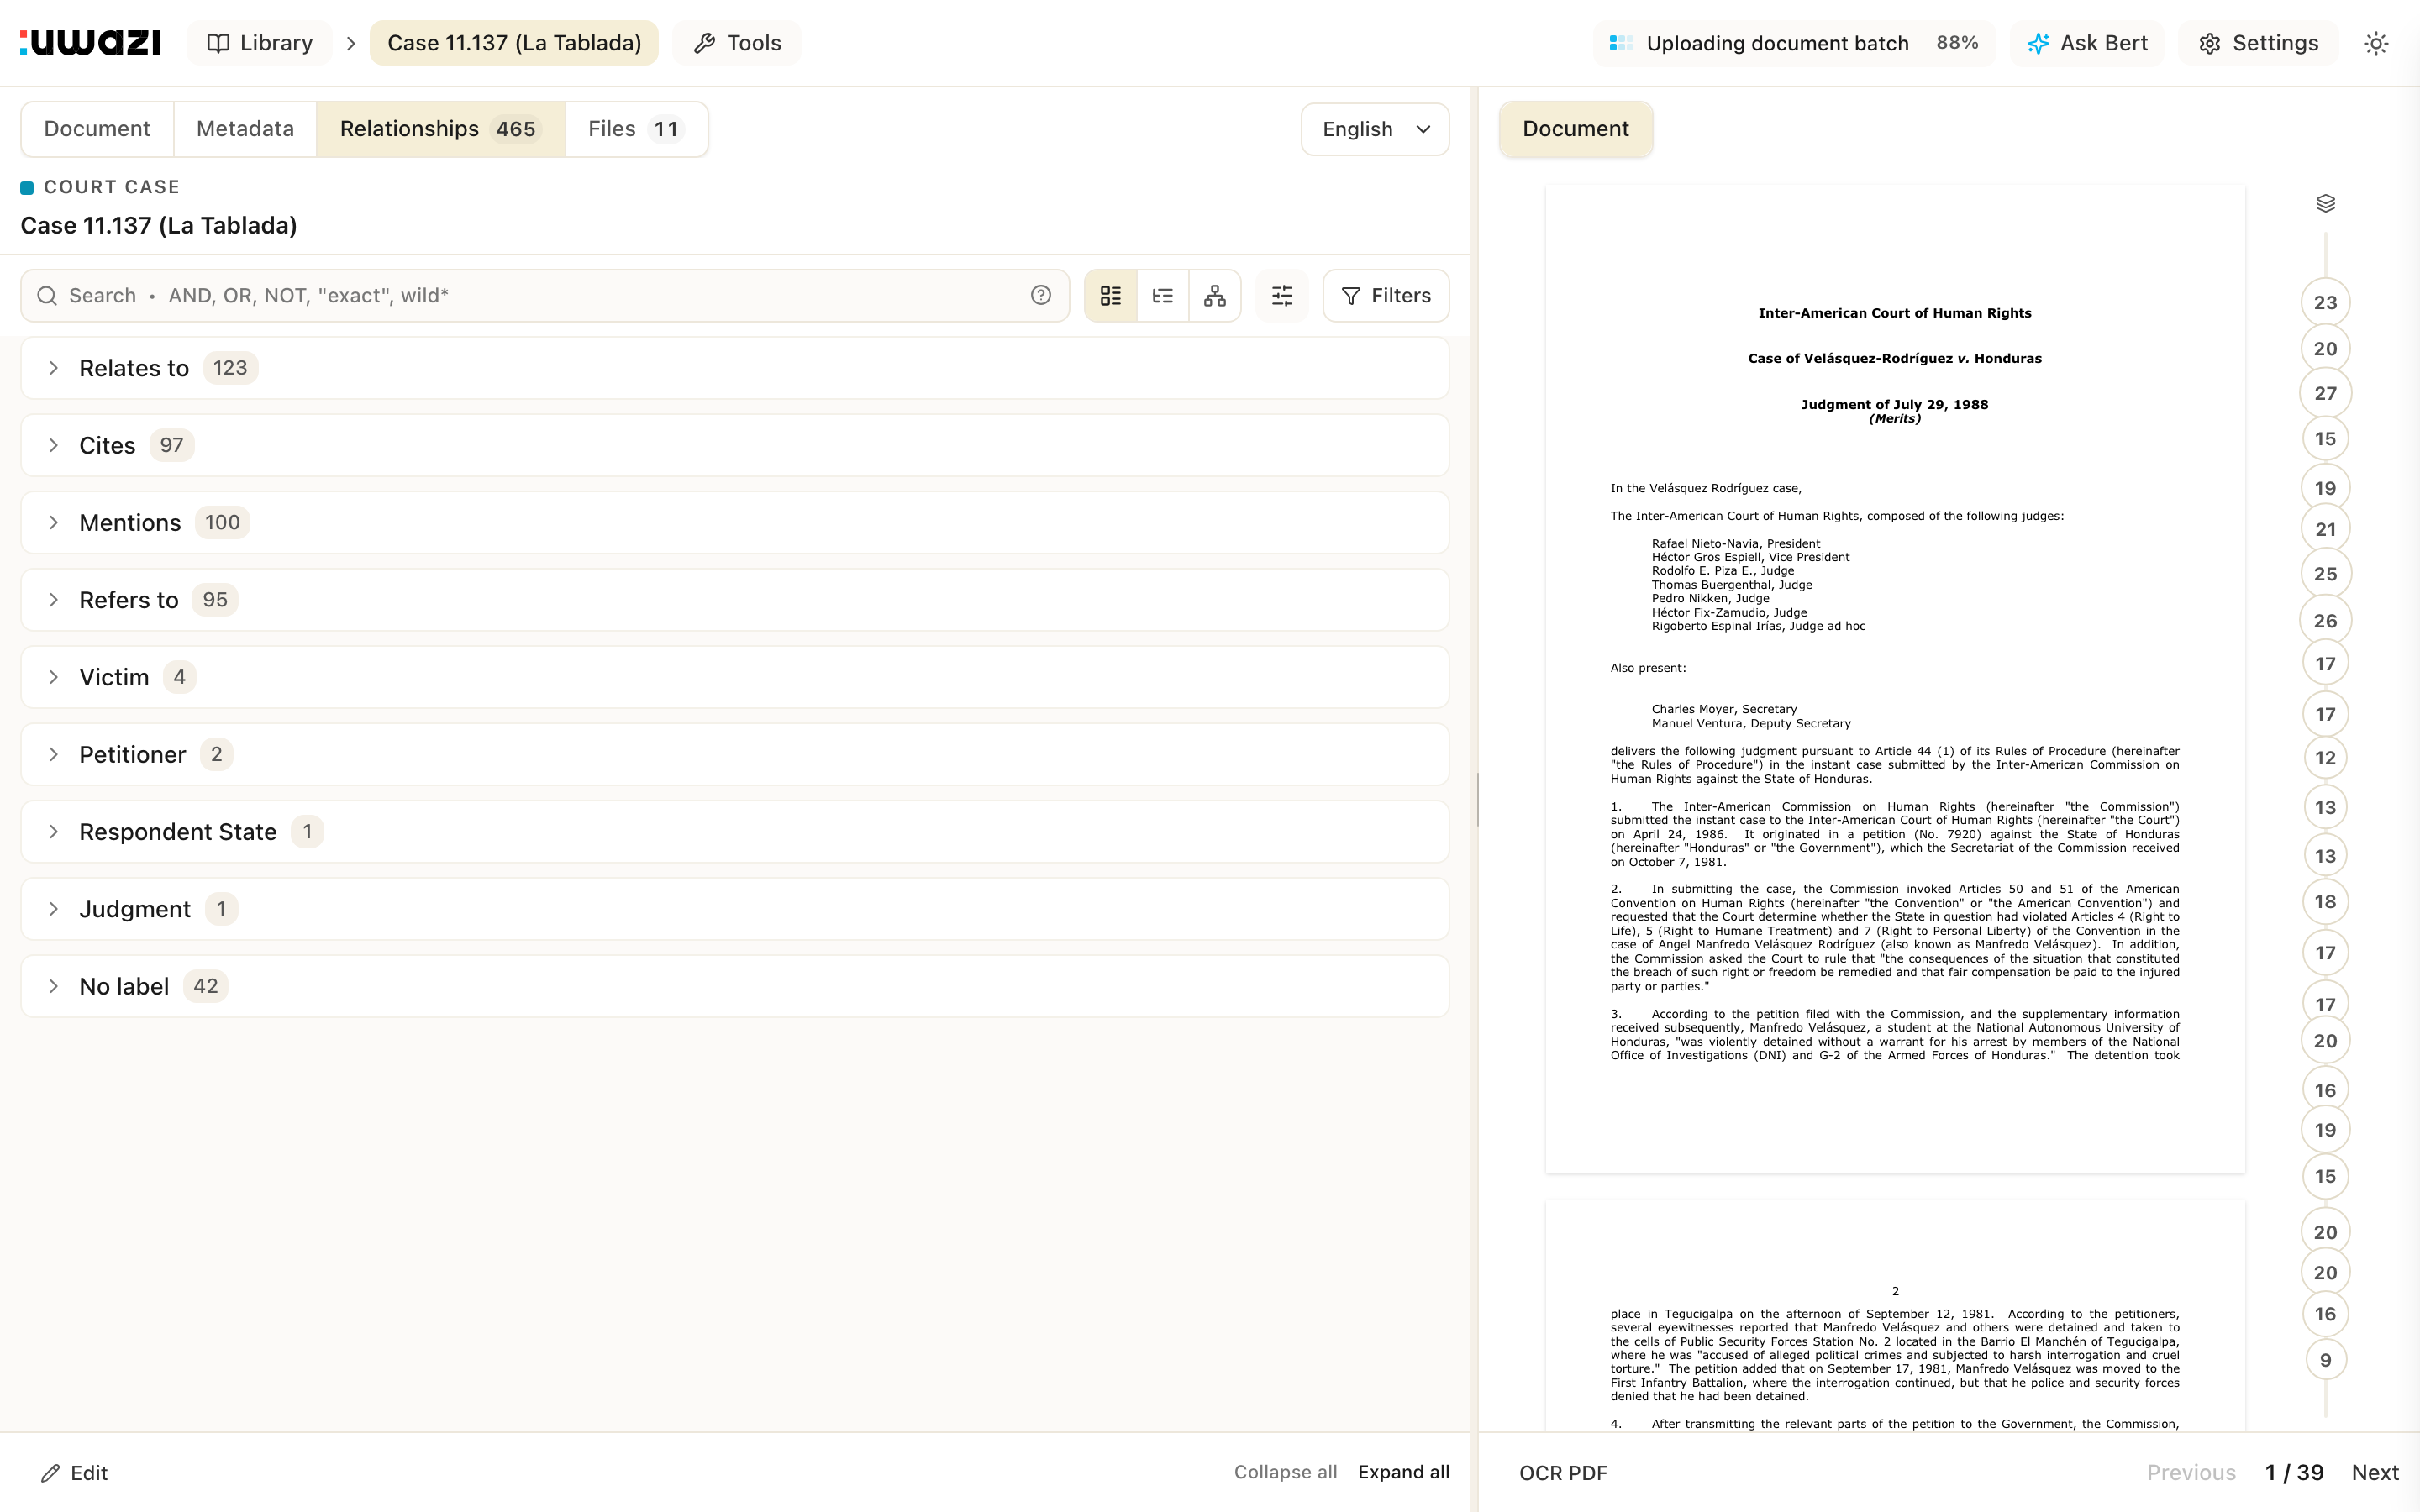 :uwazi
Library
Case 11.137 (La Tablada)
Tools
Uploading document batch 88%
Ask Bert
Settings
Document
Metadata
Relationships 465
Files 11
English
COURT CASE
Case 11.137 (La Tablada)
Search • AND, OR, NOT, "exact", wild*
Filters
Relates to 123
Cites 97
Mentions 100
Refers to 95
Victim 4
Petitioner 2
Respondent State 1
Judgment 1
No label 42
Edit
Collapse all
Expand all
Document
Inter-American Court of Human Rights
Case of Velásquez-Rodríguez v. Honduras
Judgment of July 29, 1988
(Merits)
In the Velásquez Rodríguez case,
The Inter-American Court of Human Rights, composed of the following judges:
Rafael Nieto-Navia, President
Héctor Gros Espiell, Vice President
Rodolfo E. Piza E., Judge
Thomas Buergenthal, Judge
Pedro Nikken, Judge
Héctor Fix-Zamudio, Judge
Rigoberto Espinal Irías, Judge ad hoc
Also present:
Charles Moyer, Secretary
Manuel Ventura, Deputy Secretary
delivers the following judgment pursuant to Article 44 (1) of its Rules of Procedure (hereinafter
"the Rules of Procedure") in the instant case submitted by the Inter-American Commission on
Human Rights against the State of Honduras.
1. The Inter-American Commission on Human Rights (hereinafter "the Commission")
submitted the instant case to the Inter-American Court of Human Rights (hereinafter "the Court")
on April 24, 1986. It originated in a petition (No. 7920) against the State of Honduras
(hereinafter "Honduras" or "the Government"), which the Secretariat of the Commission received
on October 7, 1981.
2. In submitting the case, the Commission invoked Articles 50 and 51 of the American
Convention on Human Rights (hereinafter "the Convention" or "the American Convention") and
requested that the Court determine whether the State in question had violated Articles 4 (Right to
Life), 5 (Right to Humane Treatment) and 7 (Right to Personal Liberty) of the Convention in the
case of Angel Manfredo Velásquez Rodríguez (also known as Manfredo Velásquez). In addition,
the Commission asked the Court to rule that "the consequences of the situation that constituted
the breach of such right or freedom be remedied and that fair compensation be paid to the injured
party or parties."
3. According to the petition filed with the Commission, and the supplementary information
received subsequently, Manfredo Velásquez, a student at the National Autonomous University of
Honduras, "was violently detained without a warrant for his arrest by members of the National
Office of Investigations (DNI) and G-2 of the Armed Forces of Honduras." The detention took
2
place in Tegucigalpa on the afternoon of September 12, 1981. According to the petitioners,
several eyewitnesses reported that Manfredo Velásquez and others were detained and taken to
the cells of Public Security Forces Station No. 2 located in the Barrio El Manchén of Tegucigalpa,
where he was "accused of alleged political crimes and subjected to harsh interrogation and cruel
torture." The petition added that on September 17, 1981, Manfredo Velásquez was moved to the
First Infantry Battalion, where the interrogation continued, but that he police and security forces
denied that he had been detained.
4. After transmitting the relevant parts of the petition to the Government, the Commission,
23
20
27
15
19
21
25
26
17
17
12
13
13
18
17
17
20
16
19
15
20
20
16
9
OCR PDF
Previous
1 / 39
Next